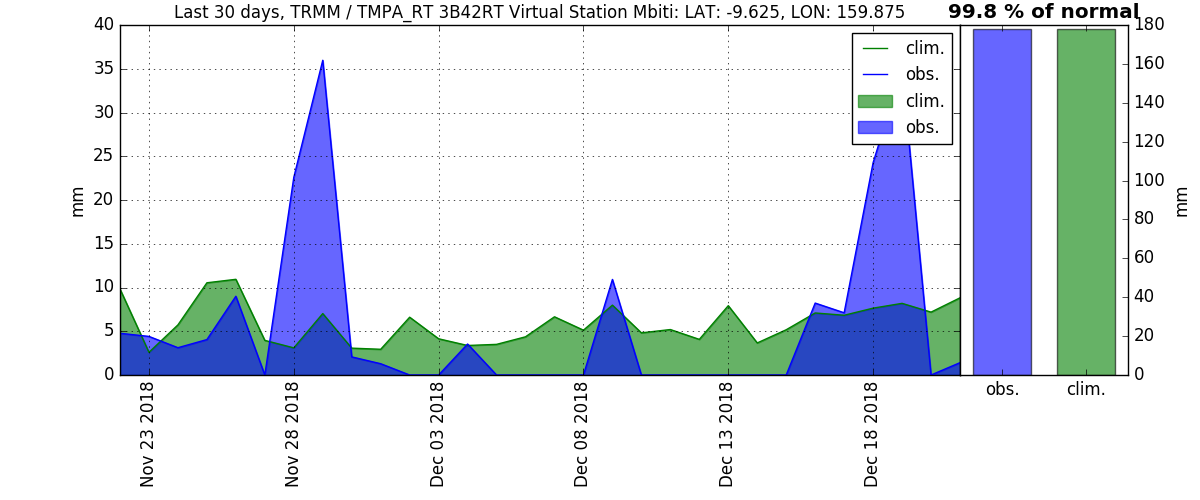 Last 30 days, TRMM / TMPA_RT 3B42RT Virtual Station Mbiti: LAT: -9.625, LON: 159.875
99.8 % of normal
clim.
obs.
clim.
obs.
mm
40
35
30
25
20
15
10
5
0
Nov 23 2018
Nov 28 2018
Dec 03 2018
Dec 08 2018
Dec 13 2018
Dec 18 2018
180
160
140
120
100
80
60
40
20
0
mm
obs.
clim.